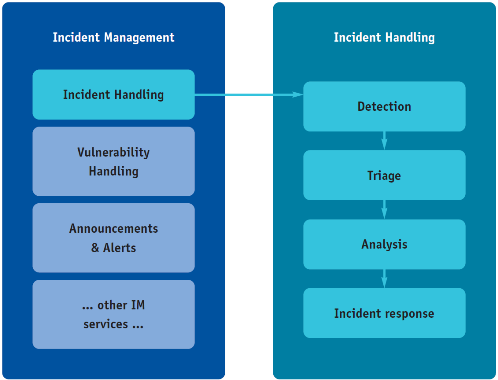 Incident Management
Incident Handling
Vulnerability
Handling
Announcements
& Alerts
... other IM
services ...
Incident Handling
Detection
Triage
Analysis
Incident response